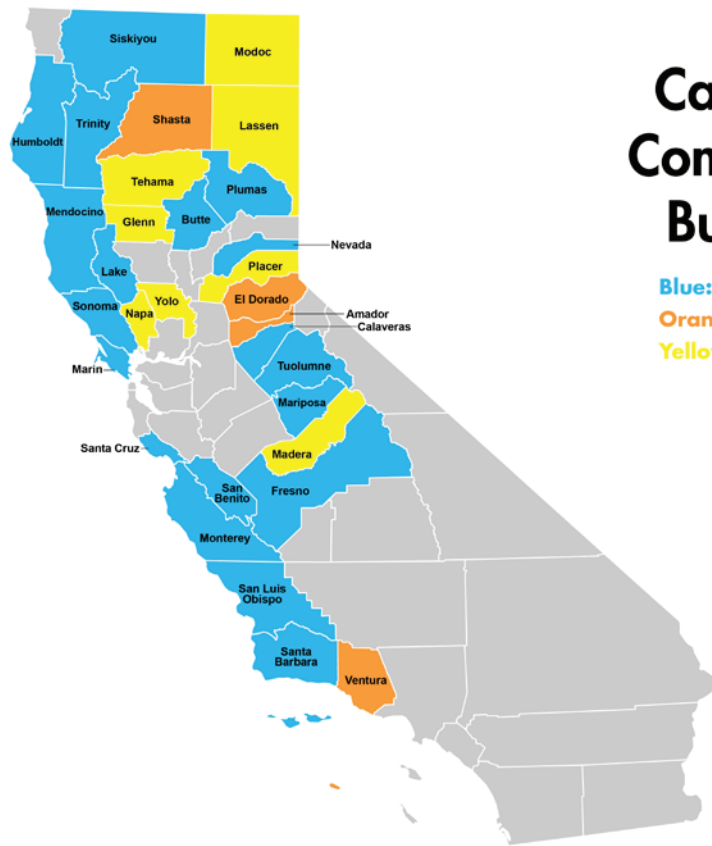 Siskiyou
Modoc
Trinity
Shasta
Humboldt
Lassen
Tehama
Plumas
Mendocino
Glenn
Butte
Nevada
Lake
Placer
Sonoma
Yolo
El Dorado
Napa
Amador
Calaveras
Marin
Tuolumne
Mariposa
Santa Cruz
Madera
San
Benito
Fresno
Monterey
San Luis
Obispo
Santa
Barbara
Ventura
Ca
Con
Bu
Blue:
Oran
Yello